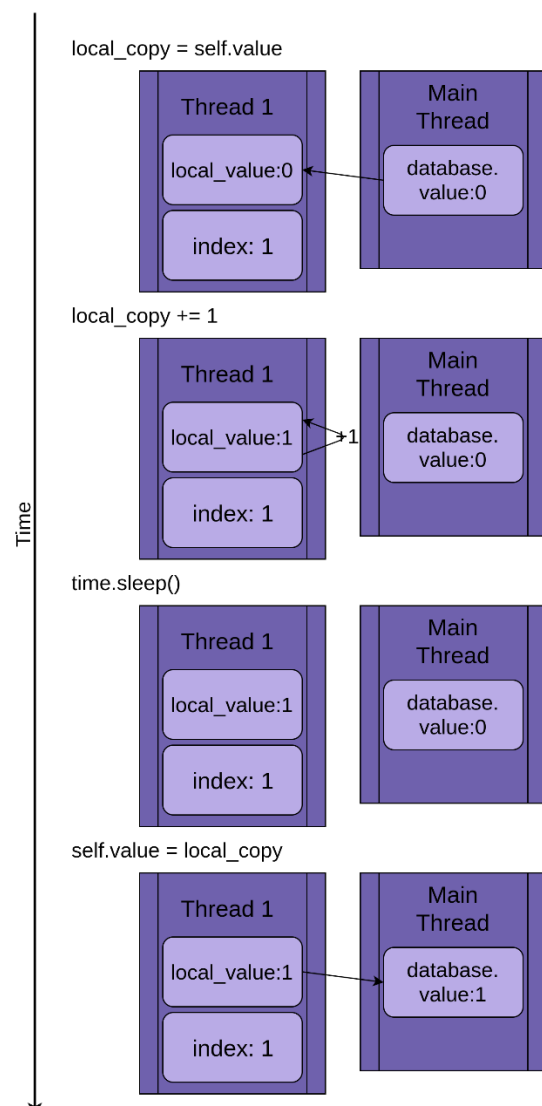 local_copy = self.value
Thread 1
Main
Thread
local_value:0
database.
value:0
index: 1
local_copy += 1
Thread 1
Main
Thread
local_value:1
+1
database.
value:0
index: 1
Time
time.sleep()
Thread 1
Main
Thread
local_value:1
database.
value:0
index: 1
self.value = local_copy
Thread 1
Main
Thread
local_value:1
database.
value:1
index: 1